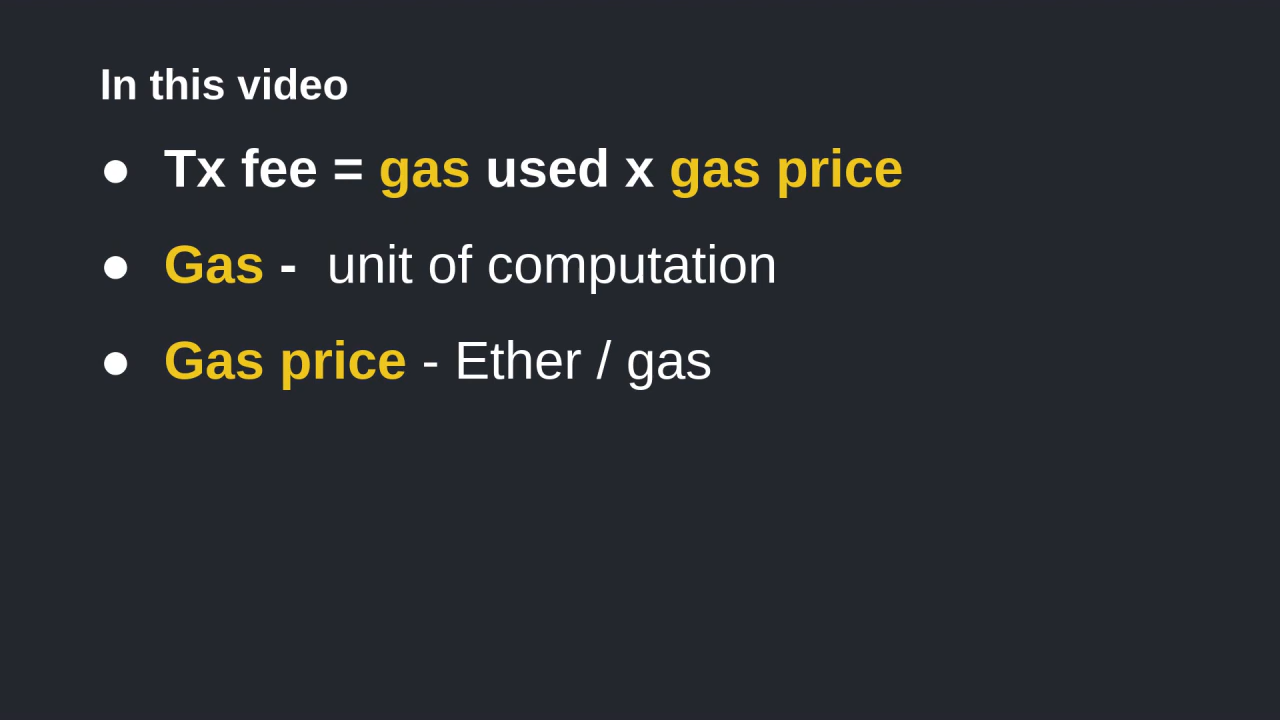 In this video
● Tx fee = gas used x gas price
● Gas - unit of computation
● Gas price - Ether / gas